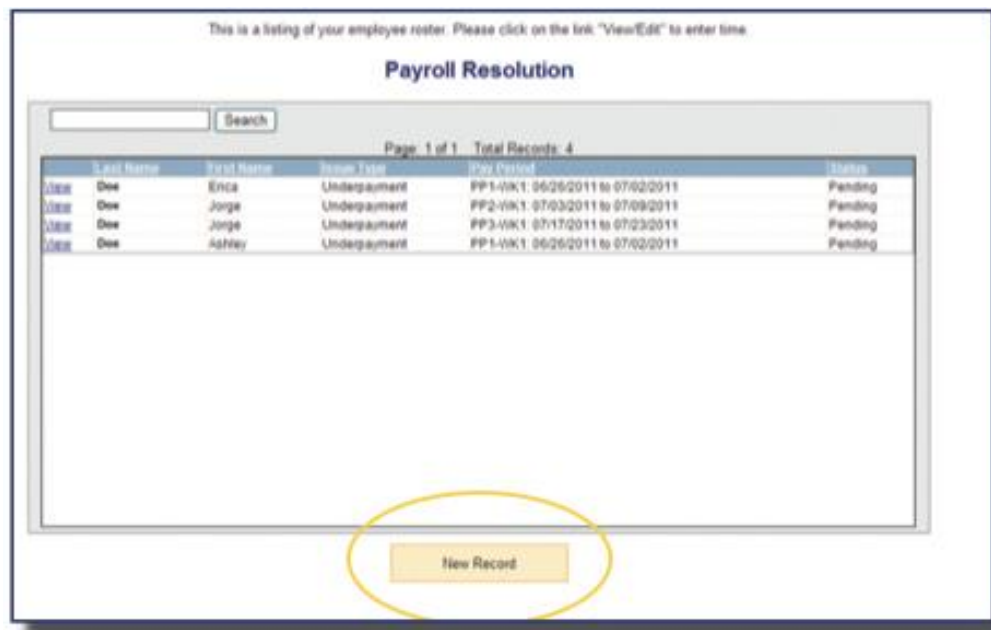 This is a listing of your employee roster. Please click on the link "View/Edit" to enter time.
Payroll Resolution
Search
Page: 1 of 1 Total Records: 4
Last Name First Name Issue Type Pay Period Status
View Doe Erica Underpayment PP1-WK1: 06/26/2011 to 07/02/2011 Pending
View Doe Jorge Underpayment PP2-WK1: 07/03/2011 to 07/09/2011 Pending
View Doe Jorge Underpayment PP3-WK1: 07/17/2011 to 07/23/2011 Pending
View Doe Ashley Underpayment PP1-WK1: 06/26/2011 to 07/02/2011 Pending
New Record